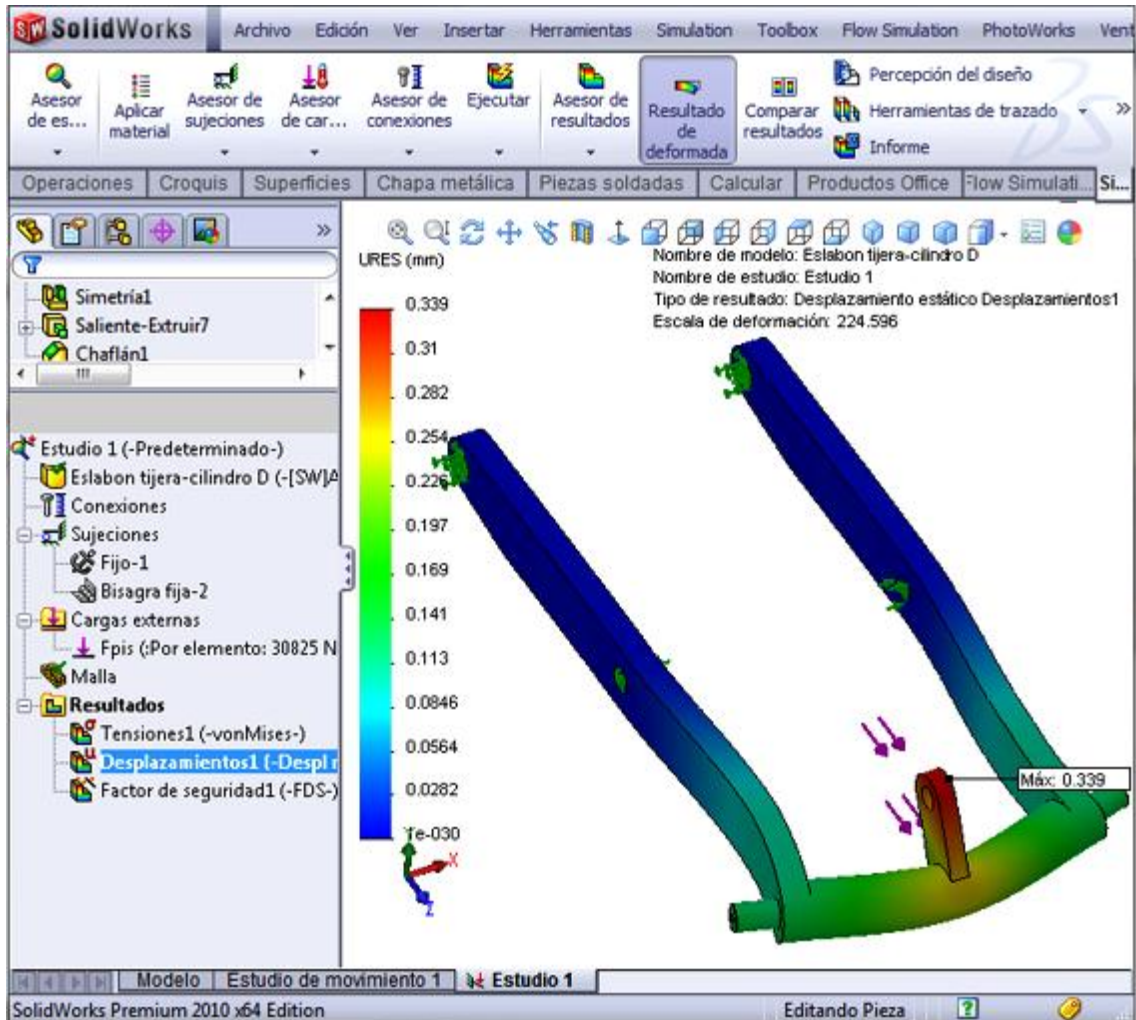 SolidWorks Archivo Edición Ver Insertar Herramientas Simulation Toolbox Flow Simulation PhotoWorks Vent
Asesor de es...
Aplicar material
Asesor de sujeciones
Asesor de car...
Asesor de conexiones
Ejecutar
Asesor de resultados
Resultado de deformada
Comparar resultados
Percepción del diseño
Herramientas de trazado
Informe
»
Operaciones Croquis Superficies Chapa metálica Piezas soldadas Calcular Productos Office Flow Simulati... Si...
»
Simetría1
Saliente-Extruir7
Chaflán1
Estudio 1 (-Predeterminado-)
Eslabon tijera-cilindro D (-[SW]A
Conexiones
Sujeciones
Fijo-1
Bisagra fija-2
Cargas externas
Fpis (:Por elemento: 30825 N
Malla
Resultados
Tensiones1 (-vonMises-)
Desplazamientos1 (-Despl r
Factor de seguridad1 (-FDS-)
URES (mm)
0.339
0.31
0.282
0.254
0.226
0.197
0.169
0.141
0.113
0.0846
0.0564
0.0282
1e-030
Nombre de modelo: Eslabon tijera-cilindro D
Nombre de estudio: Estudio 1
Tipo de resultado: Desplazamiento estático Desplazamientos1
Escala de deformación: 224.596
Máx: 0.339
Y
X
Z
Modelo Estudio de movimiento 1 Estudio 1
SolidWorks Premium 2010 x64 Edition Editando Pieza